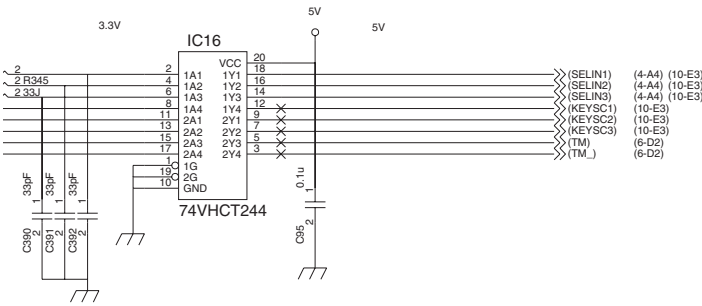 5V
3.3V
5V
IC16
VCC 20
2 2 1A1 1Y1 18 (SELIN1) (4-A4) (10-E3)
2 R345 4 1A2 1Y2 16 (SELIN2) (4-A4) (10-E3)
2 33J 6 1A3 1Y3 14 (SELIN3) (4-A4) (10-E3)
8 1A4 1Y4 12 (KEYSC1) (10-E3)
11 2A1 2Y1 9 (KEYSC2) (10-E3)
13 2A2 2Y2 7 (KEYSC3) (10-E3)
15 2A3 2Y3 5 (TM) (6-D2)
17 2A4 2Y4 3 (TM_) (6-D2)
1 1G
19 2G
10 GND
74VHCT244
33pF 33pF 33pF
1 1 1
2 2 2
C390 C391 C392
0.1u
1
2
C95